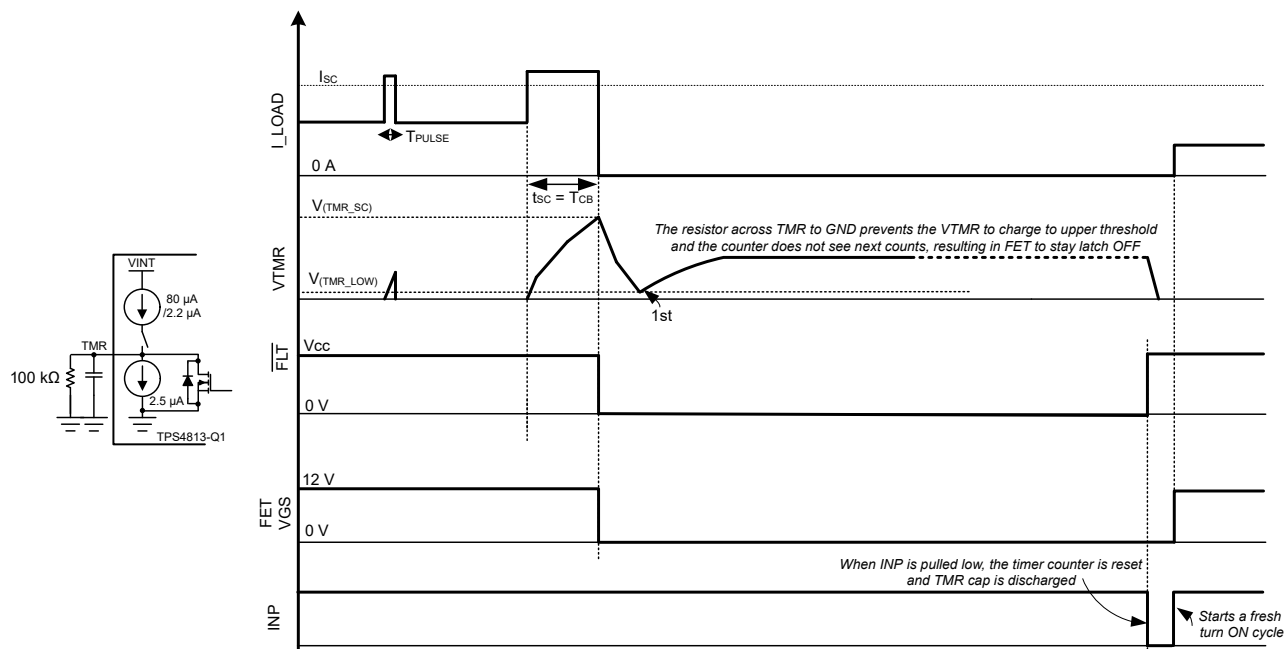 I_LOAD
ISC
TPULSE
0 A
tSC = TCB
VTMR
V(TMR_SC)
The resistor across TMR to GND prevents the VTMR to charge to upper threshold
and the counter does not see next counts, resulting in FET to stay latch OFF
V(TMR_LOW)
1st
VINT
80 µA
/2.2 µA
TMR
100 kΩ
2.5 µA
TPS4813-Q1
FLT
Vcc
0 V
FET
VGS
12 V
0 V
When INP is pulled low, the timer counter is reset
and TMR cap is discharged
INP
Starts a fresh
turn ON cycle